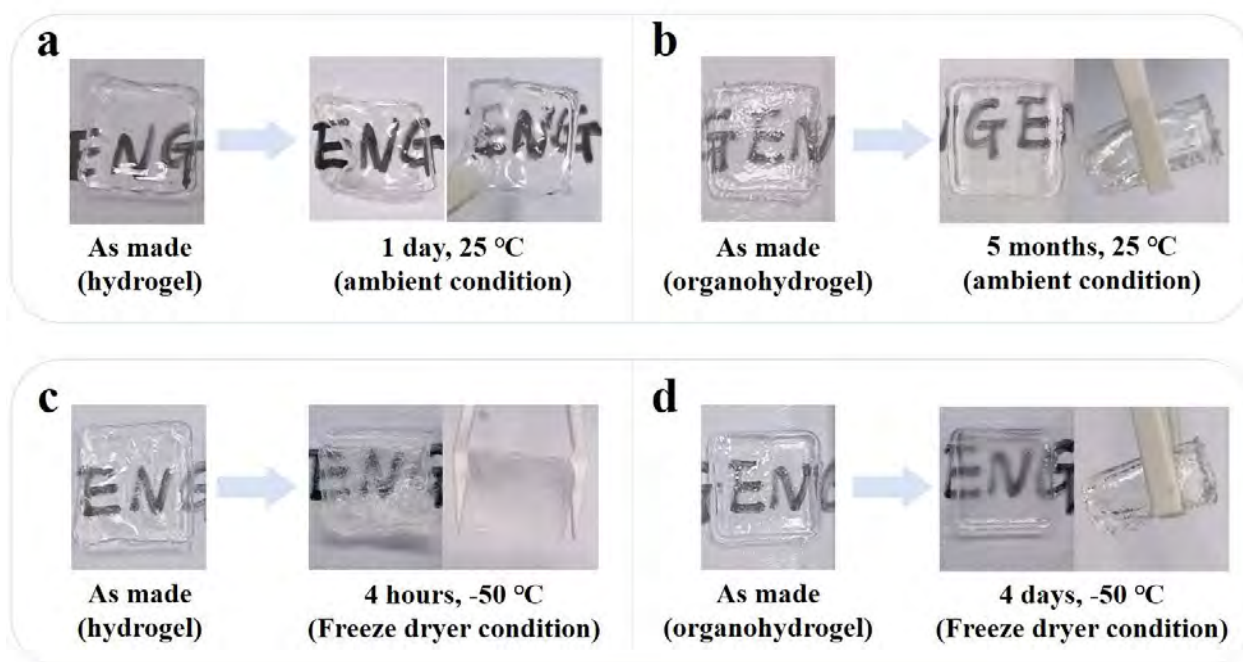 a
ENG
ENG
ENG
As made
(hydrogel)
1 day, 25 °C
(ambient condition)
b
GEN
NGEN
As made
(organohydrogel)
5 months, 25 °C
(ambient condition)
c
ENG
ENG
As made
(hydrogel)
4 hours, -50 °C
(Freeze dryer condition)
d
GENG
ENG
As made
(organohydrogel)
4 days, -50 °C
(Freeze dryer condition)